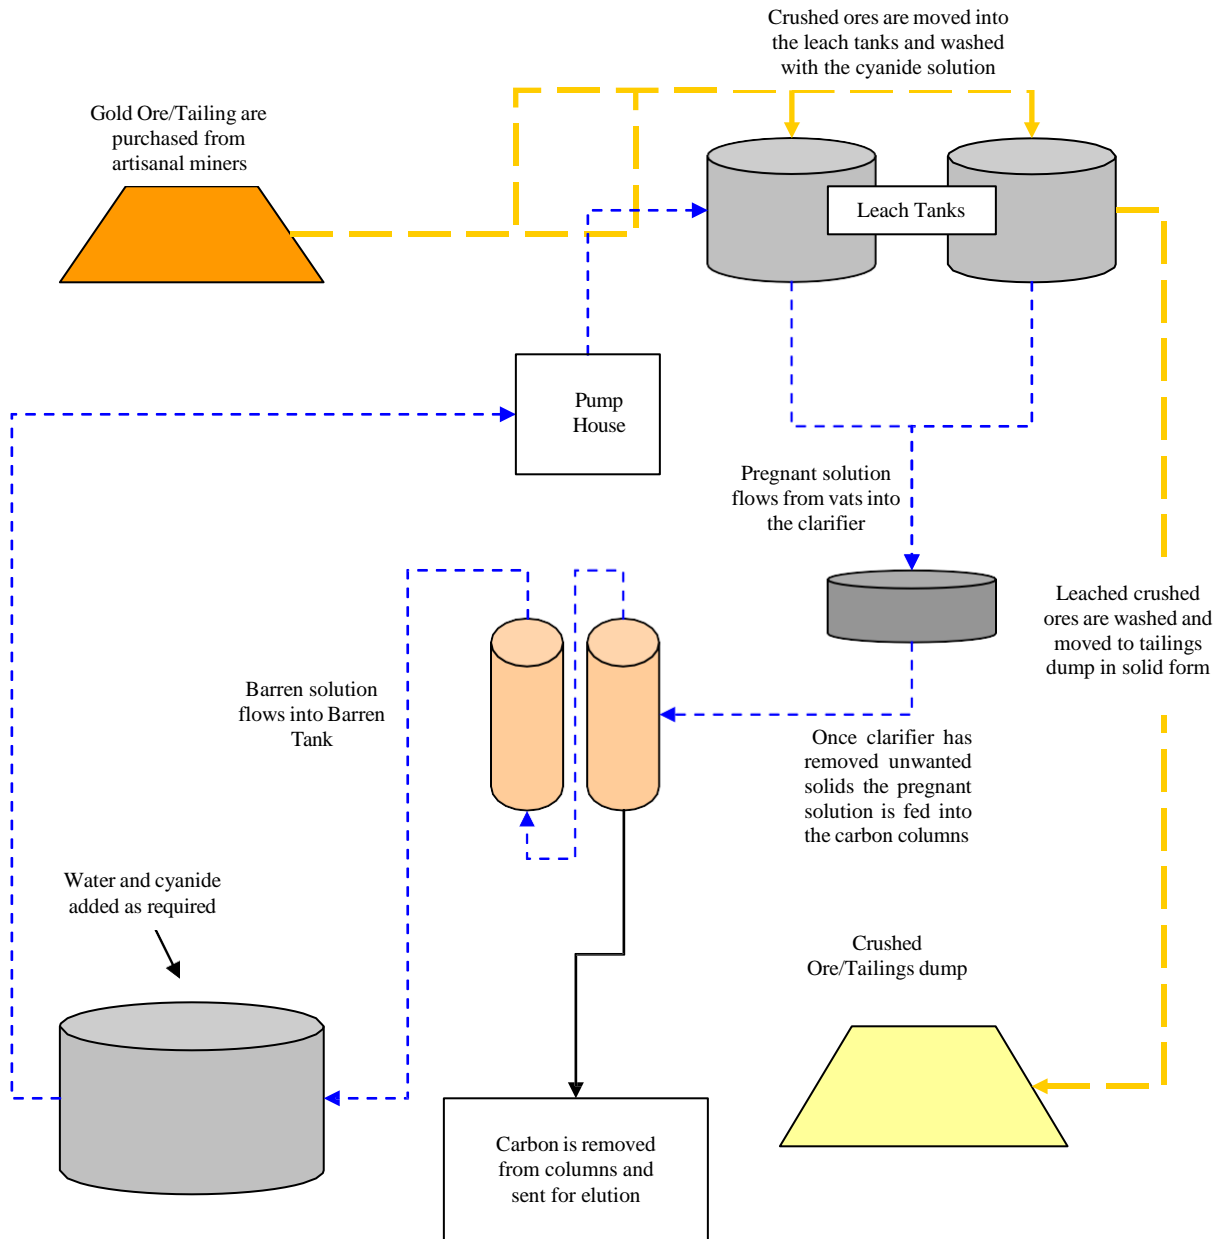 Crushed ores are moved into
the leach tanks and washed
with the cyanide solution
Gold Ore/Tailing are
purchased from
artisanal miners
Leach Tanks
Pump
House
Pregnant solution
flows from vats into
the clarifier
Leached crushed
ores are washed and
moved to tailings
dump in solid form
Barren solution
flows into Barren
Tank
Once clarifier has
removed unwanted
solids the pregnant
solution is fed into
the carbon columns
Water and cyanide
added as required
Crushed
Ore/Tailings dump
Carbon is removed
from columns and
sent for elution